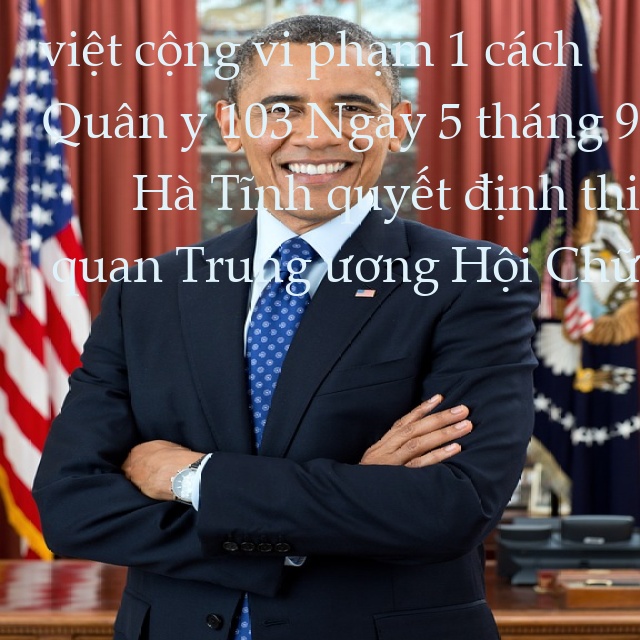 việt cộng vi phạm 1 cách
Quân y 103 Ngày 5 tháng 9
Hà Tĩnh quyết định thi
quan Trung ương Hội Chữ